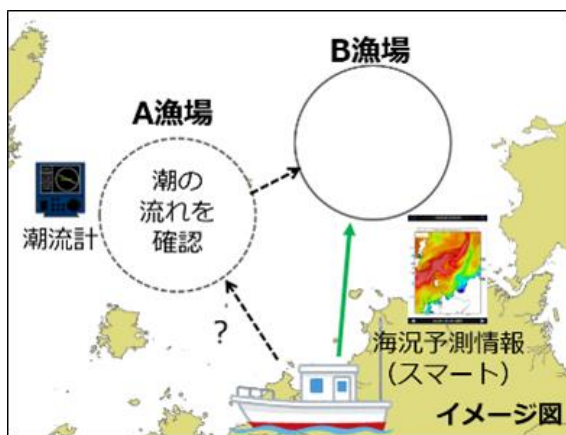 B漁場
A漁場
潮の
流れを
確認
潮流計
?
海況予測情報
（スマート）
イメージ図